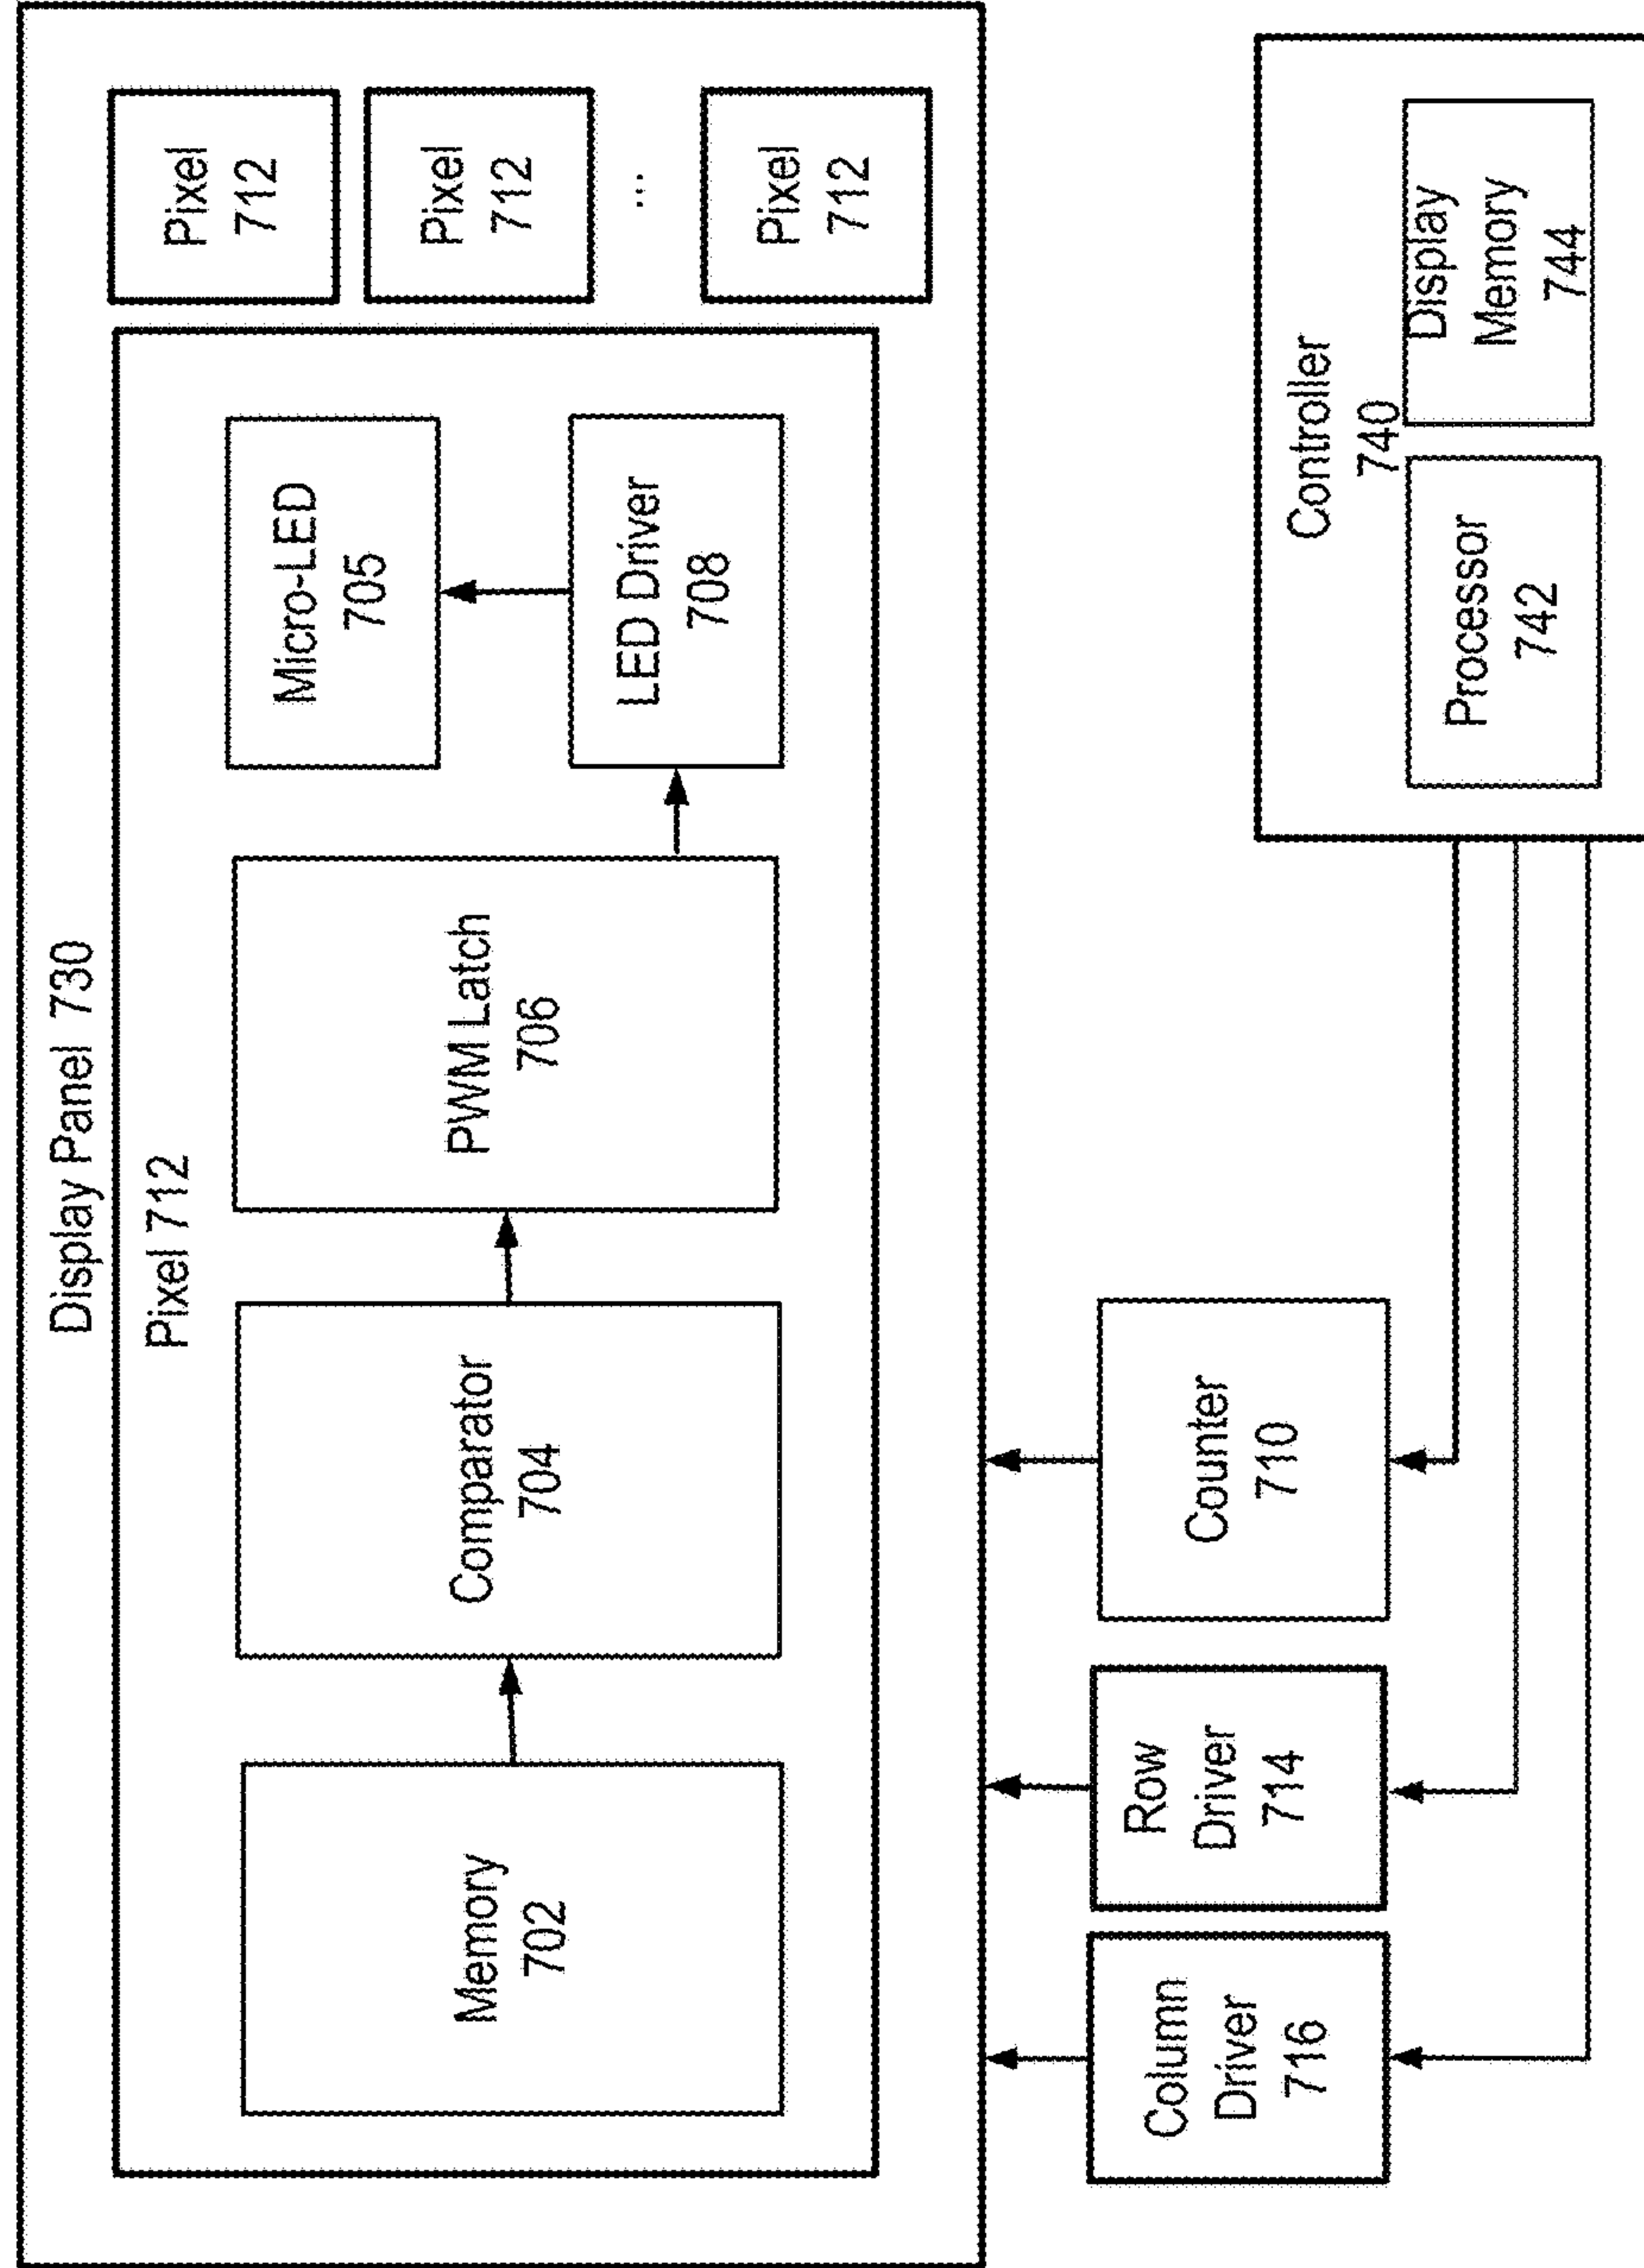 Display Panel 730
Pixel 712
Memory
702
Comparator
704
PWM Latch
706
Micro-LED
705
LED Driver
708
Pixel
712
Pixel
712
...
Pixel
712
Column
Driver
716
Row
Driver
714
Counter
710
Controller
740
Processor
742
Display
Memory
744